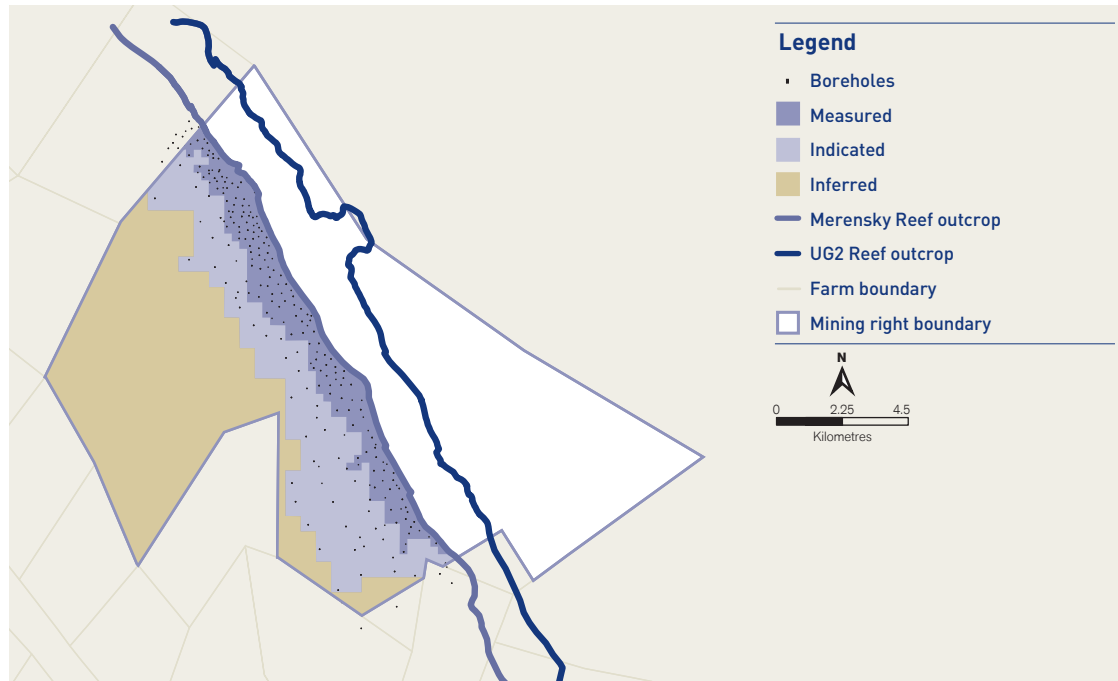 Legend
Boreholes
Measured
Indicated
Inferred
Merensky Reef outcrop
UG2 Reef outcrop
Farm boundary
Mining right boundary
N
0 2.25 4.5
Kilometres